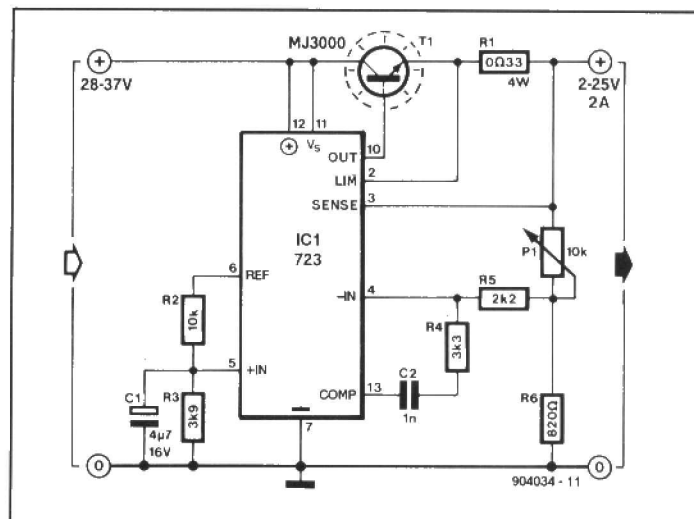 MJ3000
T1
R1
0Ω33
4W
28-37V
2-25V
2A
12
11
⊕
VS
OUT
10
LIM
2
SENSE
3
IC1
723
P1
10k
6
REF
R2
10k
-IN
4
R5
2k2
R4
3k3
5
+IN
C1
4µ7
16V
R3
3k9
COMP
13
C2
1n
R6
820Ω
7
0
0
904034 - 11